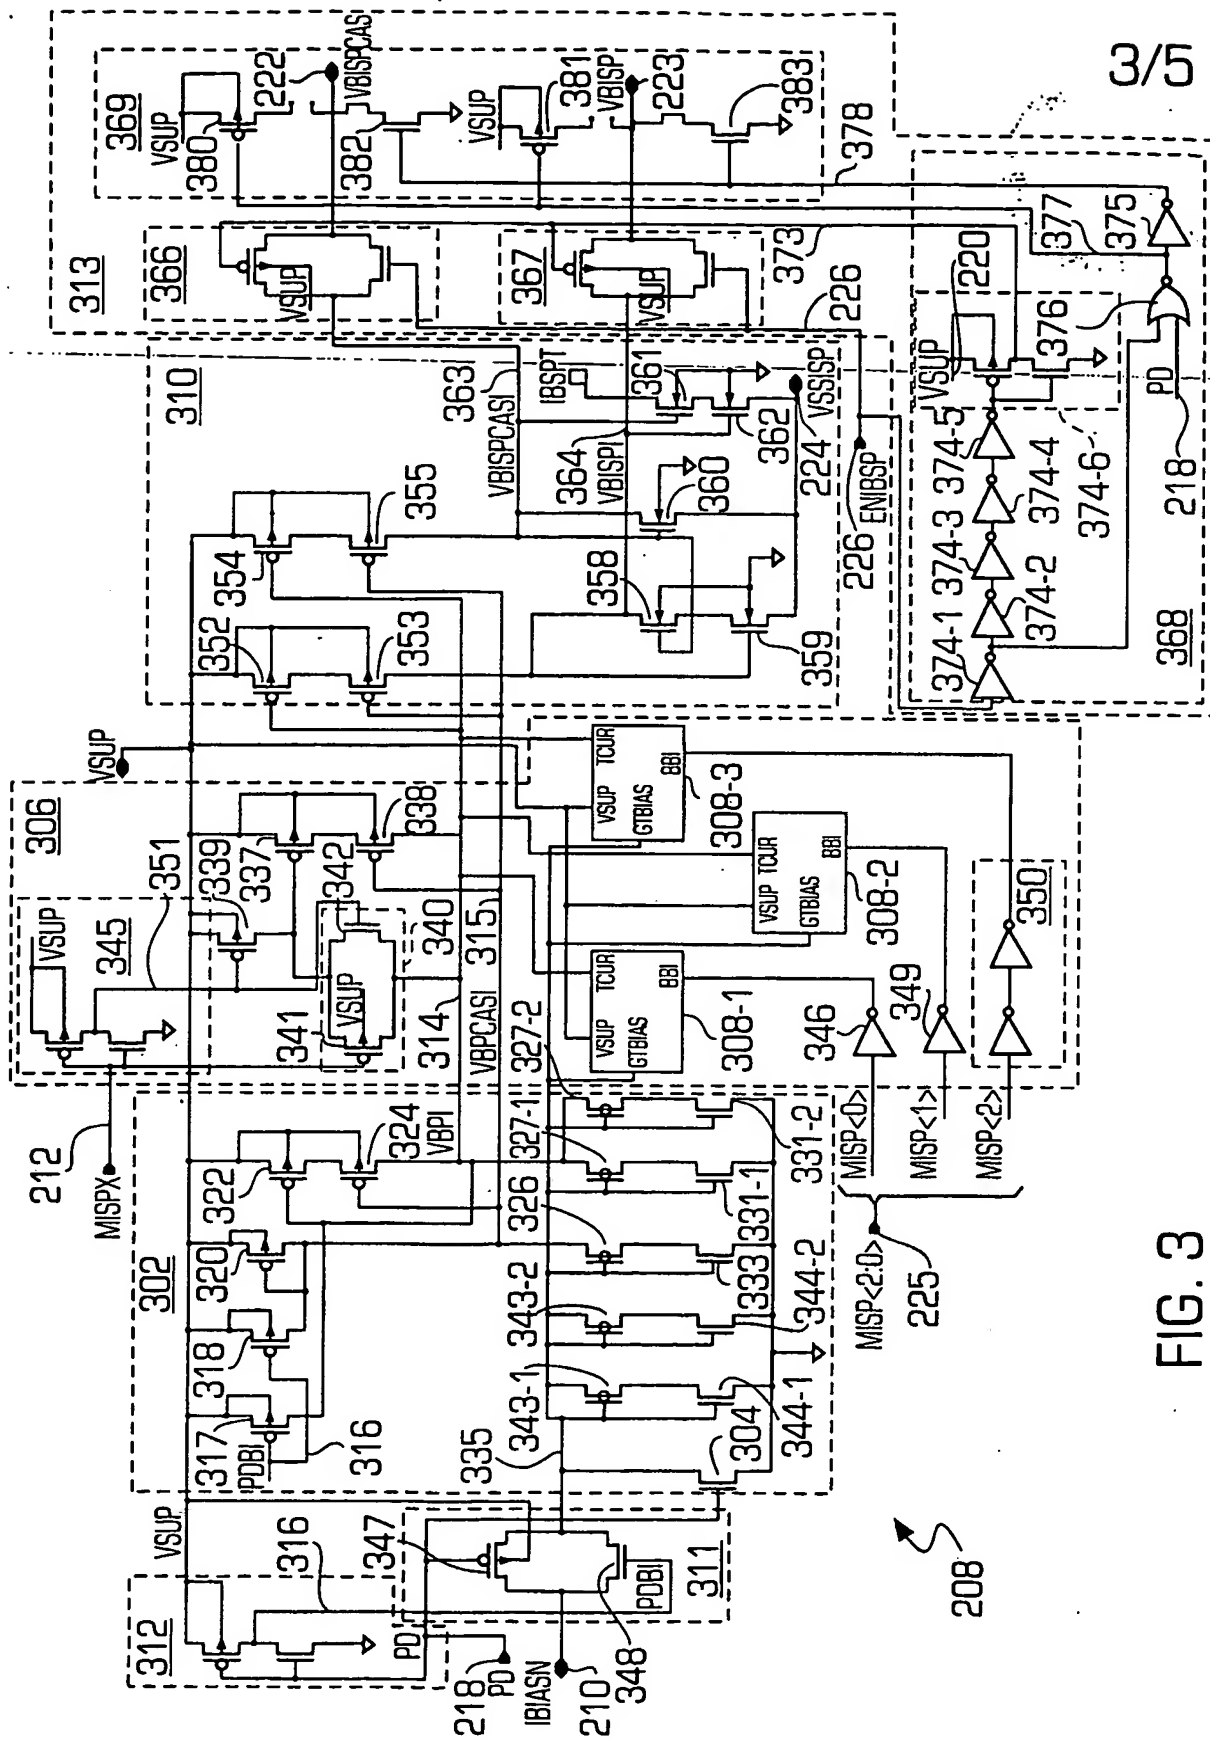 3/5
FIG. 3
208
312
VSUP
316
PD
218
PD
IBIASN
210
348
347
PDBI
311
302
317
PDBI
318
320
316
322
324
VBPI
335
343-1
343-2
326
327-1
327-2
304
344-1
344-2
333
331-1
331-2
212
MISPX
306
VSUP
345
351
339
337
338
342
341
VSUP
340
314
VBPCASI
315
VSUP
TCUR
GTBIAS
BBI
308-1
VSUP
TCUR
GTBIAS
BBI
308-2
VSUP
TCUR
GTBIAS
BBI
308-3
346
349
350
MISP<0>
MISP<1>
MISP<2>
MISP<2:0>
225
VSUP
310
352
353
354
355
VBISPCASI
363
364
VBISPI
IBSPT
361
362
360
358
359
VSSISP
224
226
ENIBSP
313
366
VSUP
367
VSUP
226
373
369
VSUP
380
222
VBISPCAS
382
VSUP
381
VBISP
223
383
378
377
375
220
VSUP
376
PD
218
374-1
374-2
374-3
374-4
374-5
374-6
368